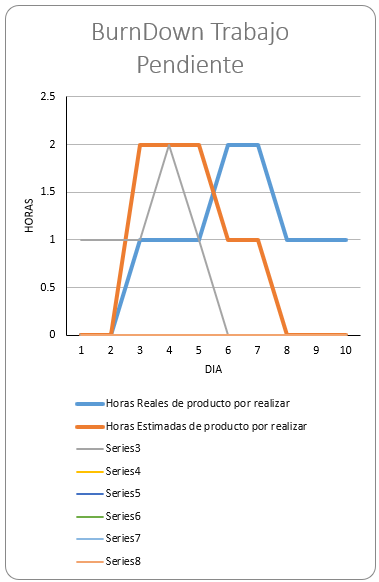 BurnDown Trabajo
Pendiente
2.5
2
1.5
1
0.5
0
HORAS
1 2 3 4 5 6 7 8 9 10
DIA
Horas Reales de producto por realizar
Horas Estimadas de producto por realizar
Series3
Series4
Series5
Series6
Series7
Series8